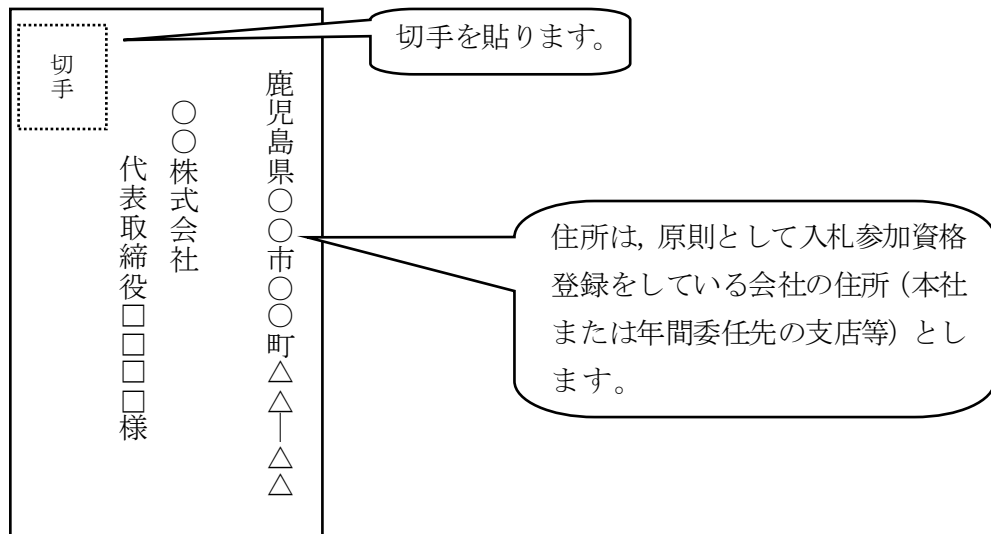 切手
切手を貼ります。
鹿児島県○○市○○町△△―△△
○○株式会社
代表取締役□□□□様
住所は，原則として入札参加資格
登録をしている会社の住所（本社
または年間委任先の支店等）とし
ます。